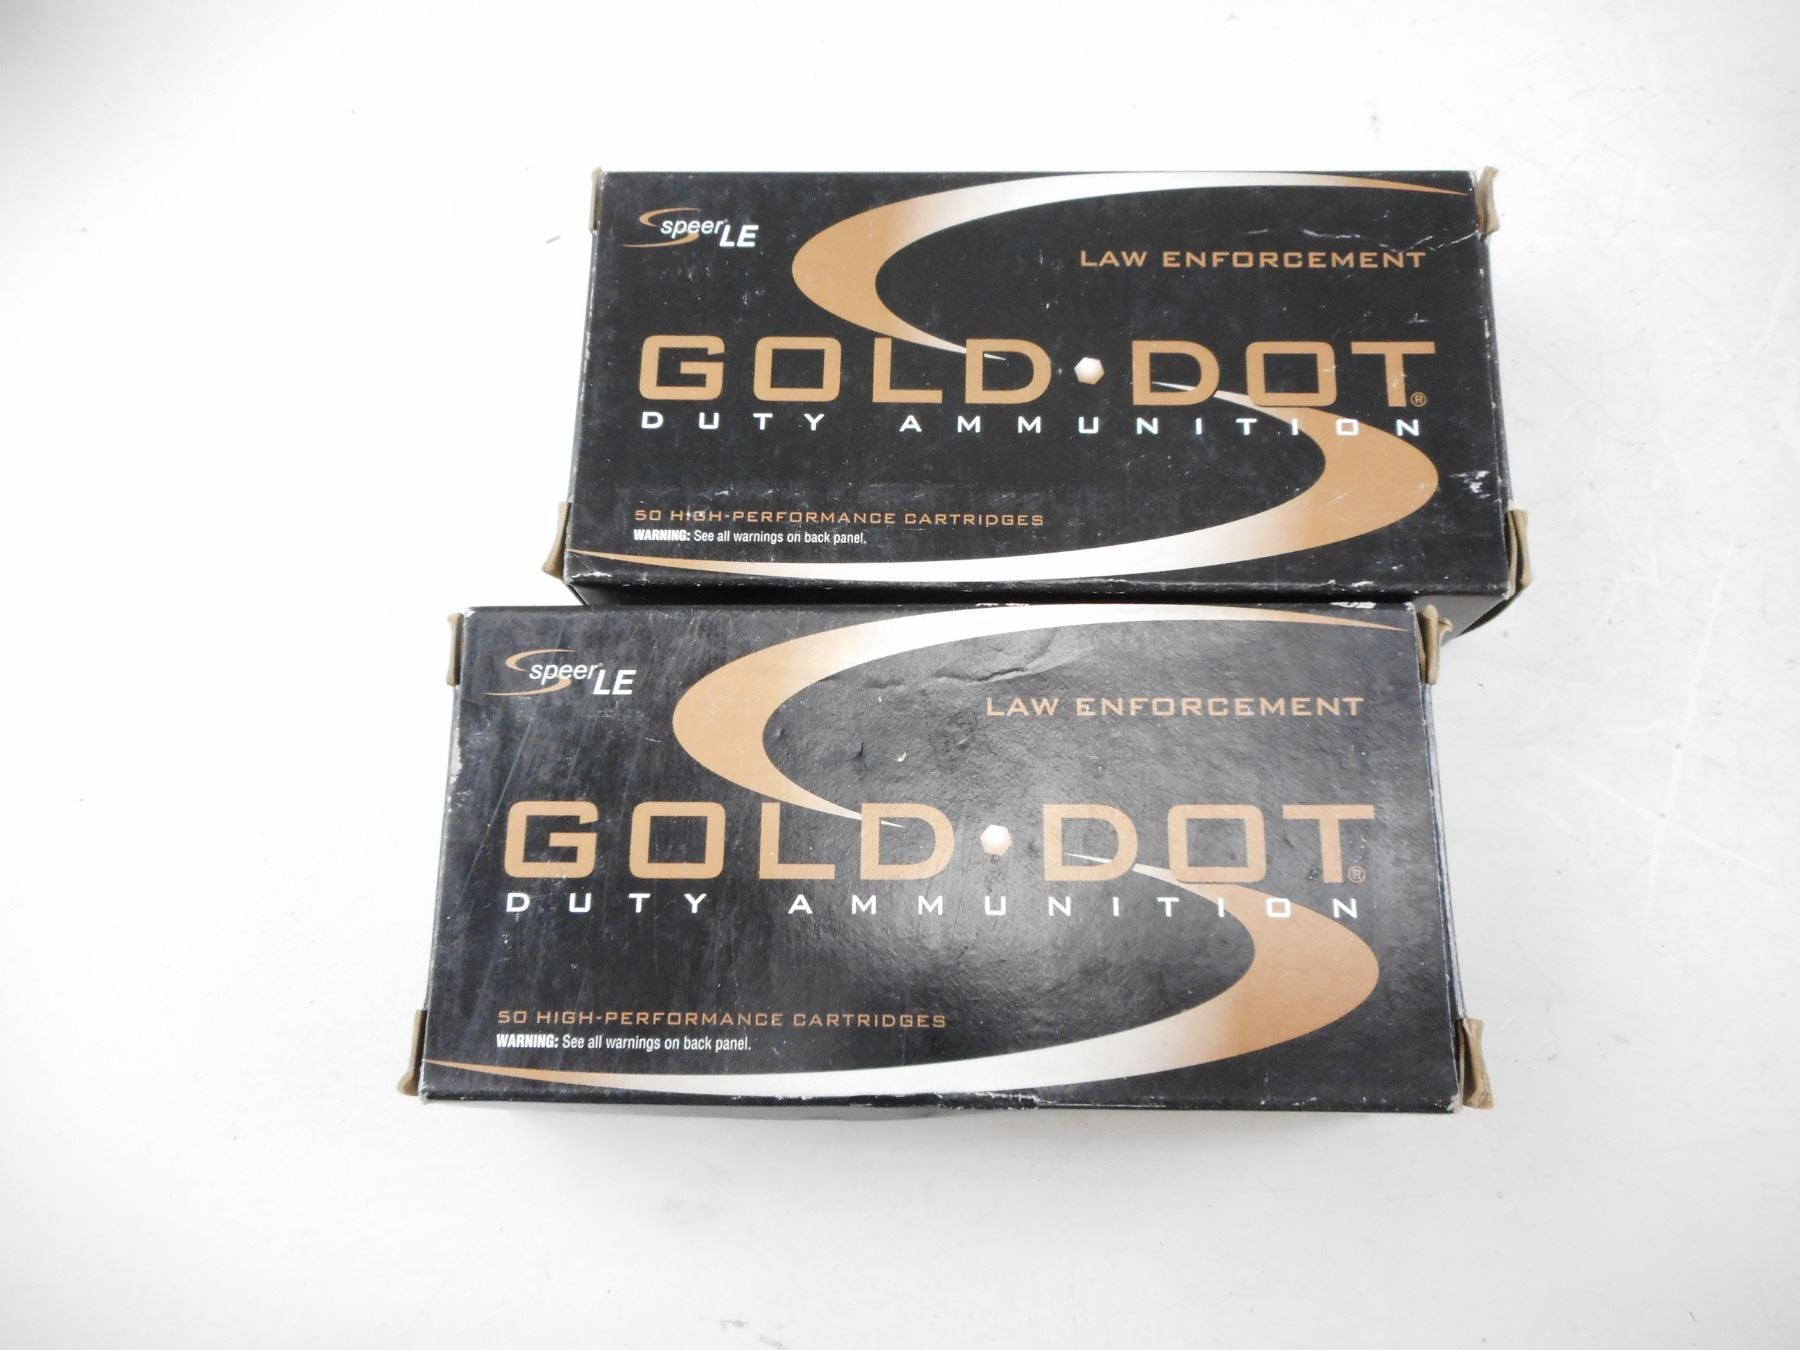 speer LE
LAW ENFORCEMENT
GOLD DOT®
DUTY AMMUNITION
50 HIGH-PERFORMANCE CARTRIDGES
WARNING: See all warnings on back panel.
speer® LE
LAW ENFORCEMENT
GOLD DOT®
DUTY AMMUNITION
50 HIGH-PERFORMANCE CARTRIDGES
WARNING: See all warnings on back panel.